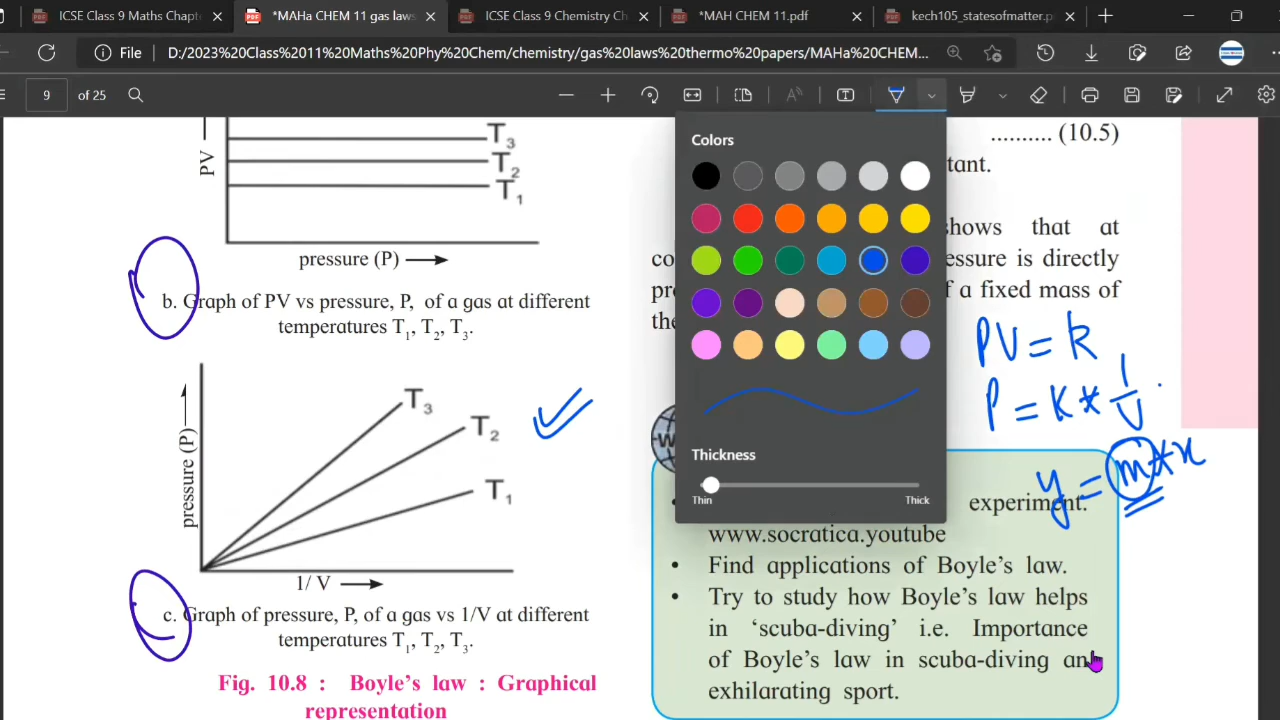 ICSE Class 9 Maths Chapt
*MAHa CHEM 11 gas law
ICSE Class 9 Chemistry Ch
*MAH CHEM 11.pdf
kech105_statesofmatter.p
File
D:/2023%20Class%2011%20Maths%20Phy%20Chem/chemistry/gas%20laws%20thermo%20papers/MAHa%20CHEM...
9 of 25
PV
T3
T2
T1
pressure (P)
b. Graph of PV vs pressure, P, of a gas at different
temperatures T1, T2, T3.
pressure (P)
T3
T2
T1
1/ V
c. Graph of pressure, P, of a gas vs 1/V at different
temperatures T1, T2, T3.
Fig. 10.8 : Boyle's law : Graphical
representation
Colors
Thickness
Thin
Thick
.......... (10.5)
tant.
shows that at
co essure is directly
pr f a fixed mass of
the
PV = k
P = K * 1/V
y = m * x
experiment.
www.socratica.youtube
• Find applications of Boyle's law.
• Try to study how Boyle's law helps
in 'scuba-diving' i.e. Importance
of Boyle's law in scuba-diving an
exhilarating sport.